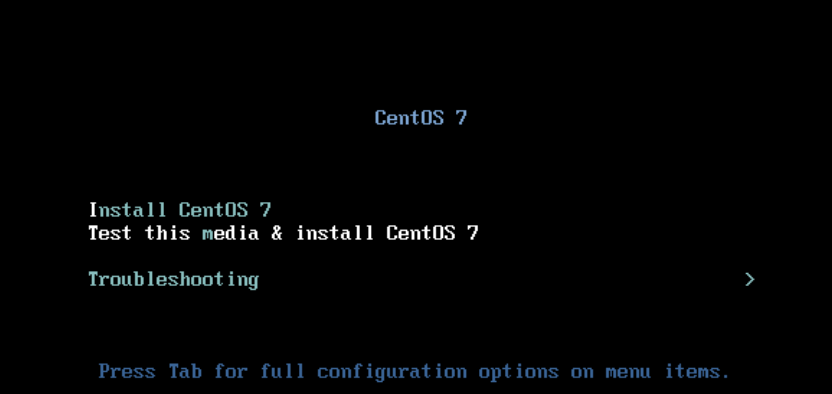 CentOS 7
Install CentOS 7
Test this media & install CentOS 7
Troubleshooting >
Press Tab for full configuration options on menu items.